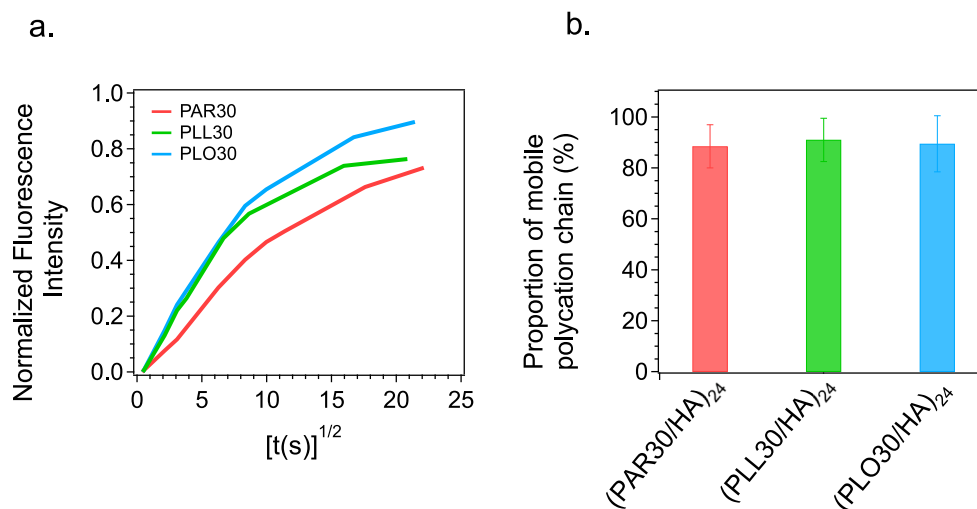 a.
Normalized Fluorescence
Intensity
1.0
0.8
0.6
0.4
0.2
0.0
PAR30
PLL30
PLO30
0 5 10 15 20 25
[t(s)]^1/2
b.
Proportion of mobile
polycation chain (%)
100
80
60
40
20
0
(PAR30/HA)24
(PLL30/HA)24
(PLO30/HA)24